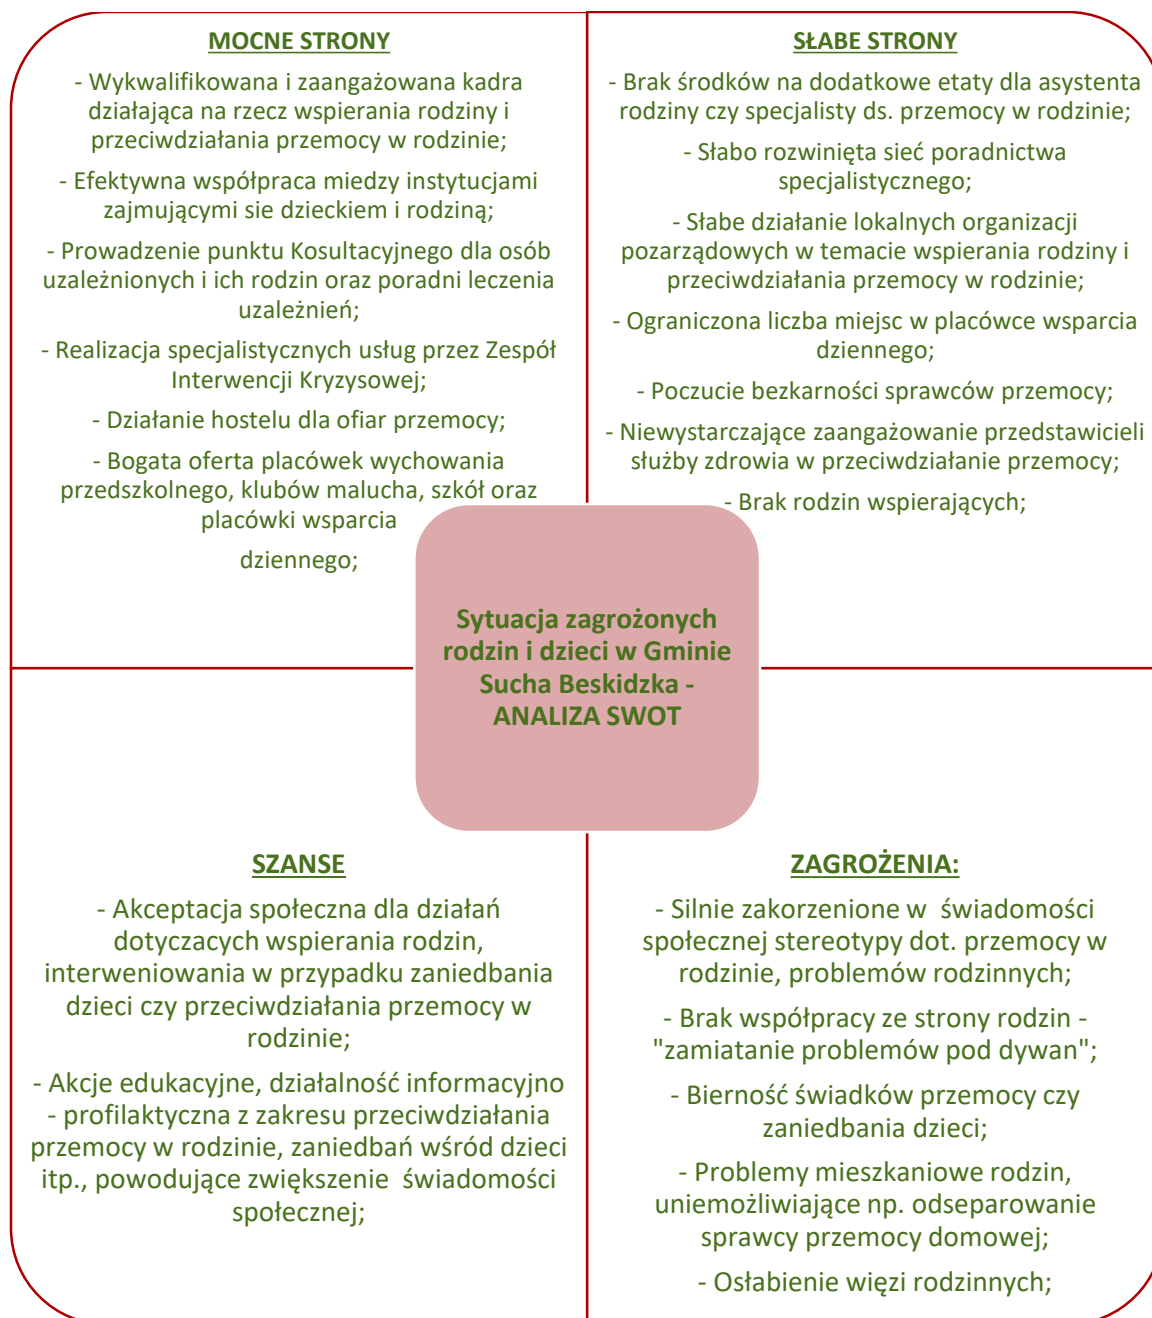 MOCNE STRONY
- Wykwalifikowana i zaangażowana kadra
działająca na rzecz wspierania rodziny i
przeciwdziałania przemocy w rodzinie;
- Efektywna współpraca miedzy instytucjami
zajmującymi sie dzieckiem i rodziną;
- Prowadzenie punktu Kosultacyjnego dla osób
uzależnionych i ich rodzin oraz poradni leczenia
uzależnień;
- Realizacja specjalistycznych usług przez Zespół
Interwencji Kryzysowej;
- Działanie hostelu dla ofiar przemocy;
- Bogata oferta placówek wychowania
przedszkolnego, klubów malucha, szkół oraz
placówki wsparcia
dziennego;
SŁABE STRONY
- Brak środków na dodatkowe etaty dla asystenta
rodziny czy specjalisty ds. przemocy w rodzinie;
- Słabo rozwinięta sieć poradnictwa
specjalistycznego;
- Słabe działanie lokalnych organizacji
pozarządowych w temacie wspierania rodziny i
przeciwdziałania przemocy w rodzinie;
- Ograniczona liczba miejsc w placówce wsparcia
dziennego;
- Poczucie bezkarności sprawców przemocy;
- Niewystarczające zaangażowanie przedstawicieli
służby zdrowia w przeciwdziałanie przemocy;
- Brak rodzin wspierających;
Sytuacja zagrożonych
rodzin i dzieci w Gminie
Sucha Beskidzka -
ANALIZA SWOT
SZANSE
- Akceptacja społeczna dla działań
dotyczacych wspierania rodzin,
interweniowania w przypadku zaniedbania
dzieci czy przeciwdziałania przemocy w
rodzinie;
- Akcje edukacyjne, działalność informacyjno
- profilaktyczna z zakresu przeciwdziałania
przemocy w rodzinie, zaniedbań wśród dzieci
itp., powodujące zwiększenie świadomości
społecznej;
ZAGROŻENIA:
- Silnie zakorzenione w świadomości
społecznej stereotypy dot. przemocy w
rodzinie, problemów rodzinnych;
- Brak współpracy ze strony rodzin -
"zamiatanie problemów pod dywan";
- Bierność świadków przemocy czy
zaniedbania dzieci;
- Problemy mieszkaniowe rodzin,
uniemożliwiające np. odseparowanie
sprawcy przemocy domowej;
- Osłabienie więzi rodzinnych;